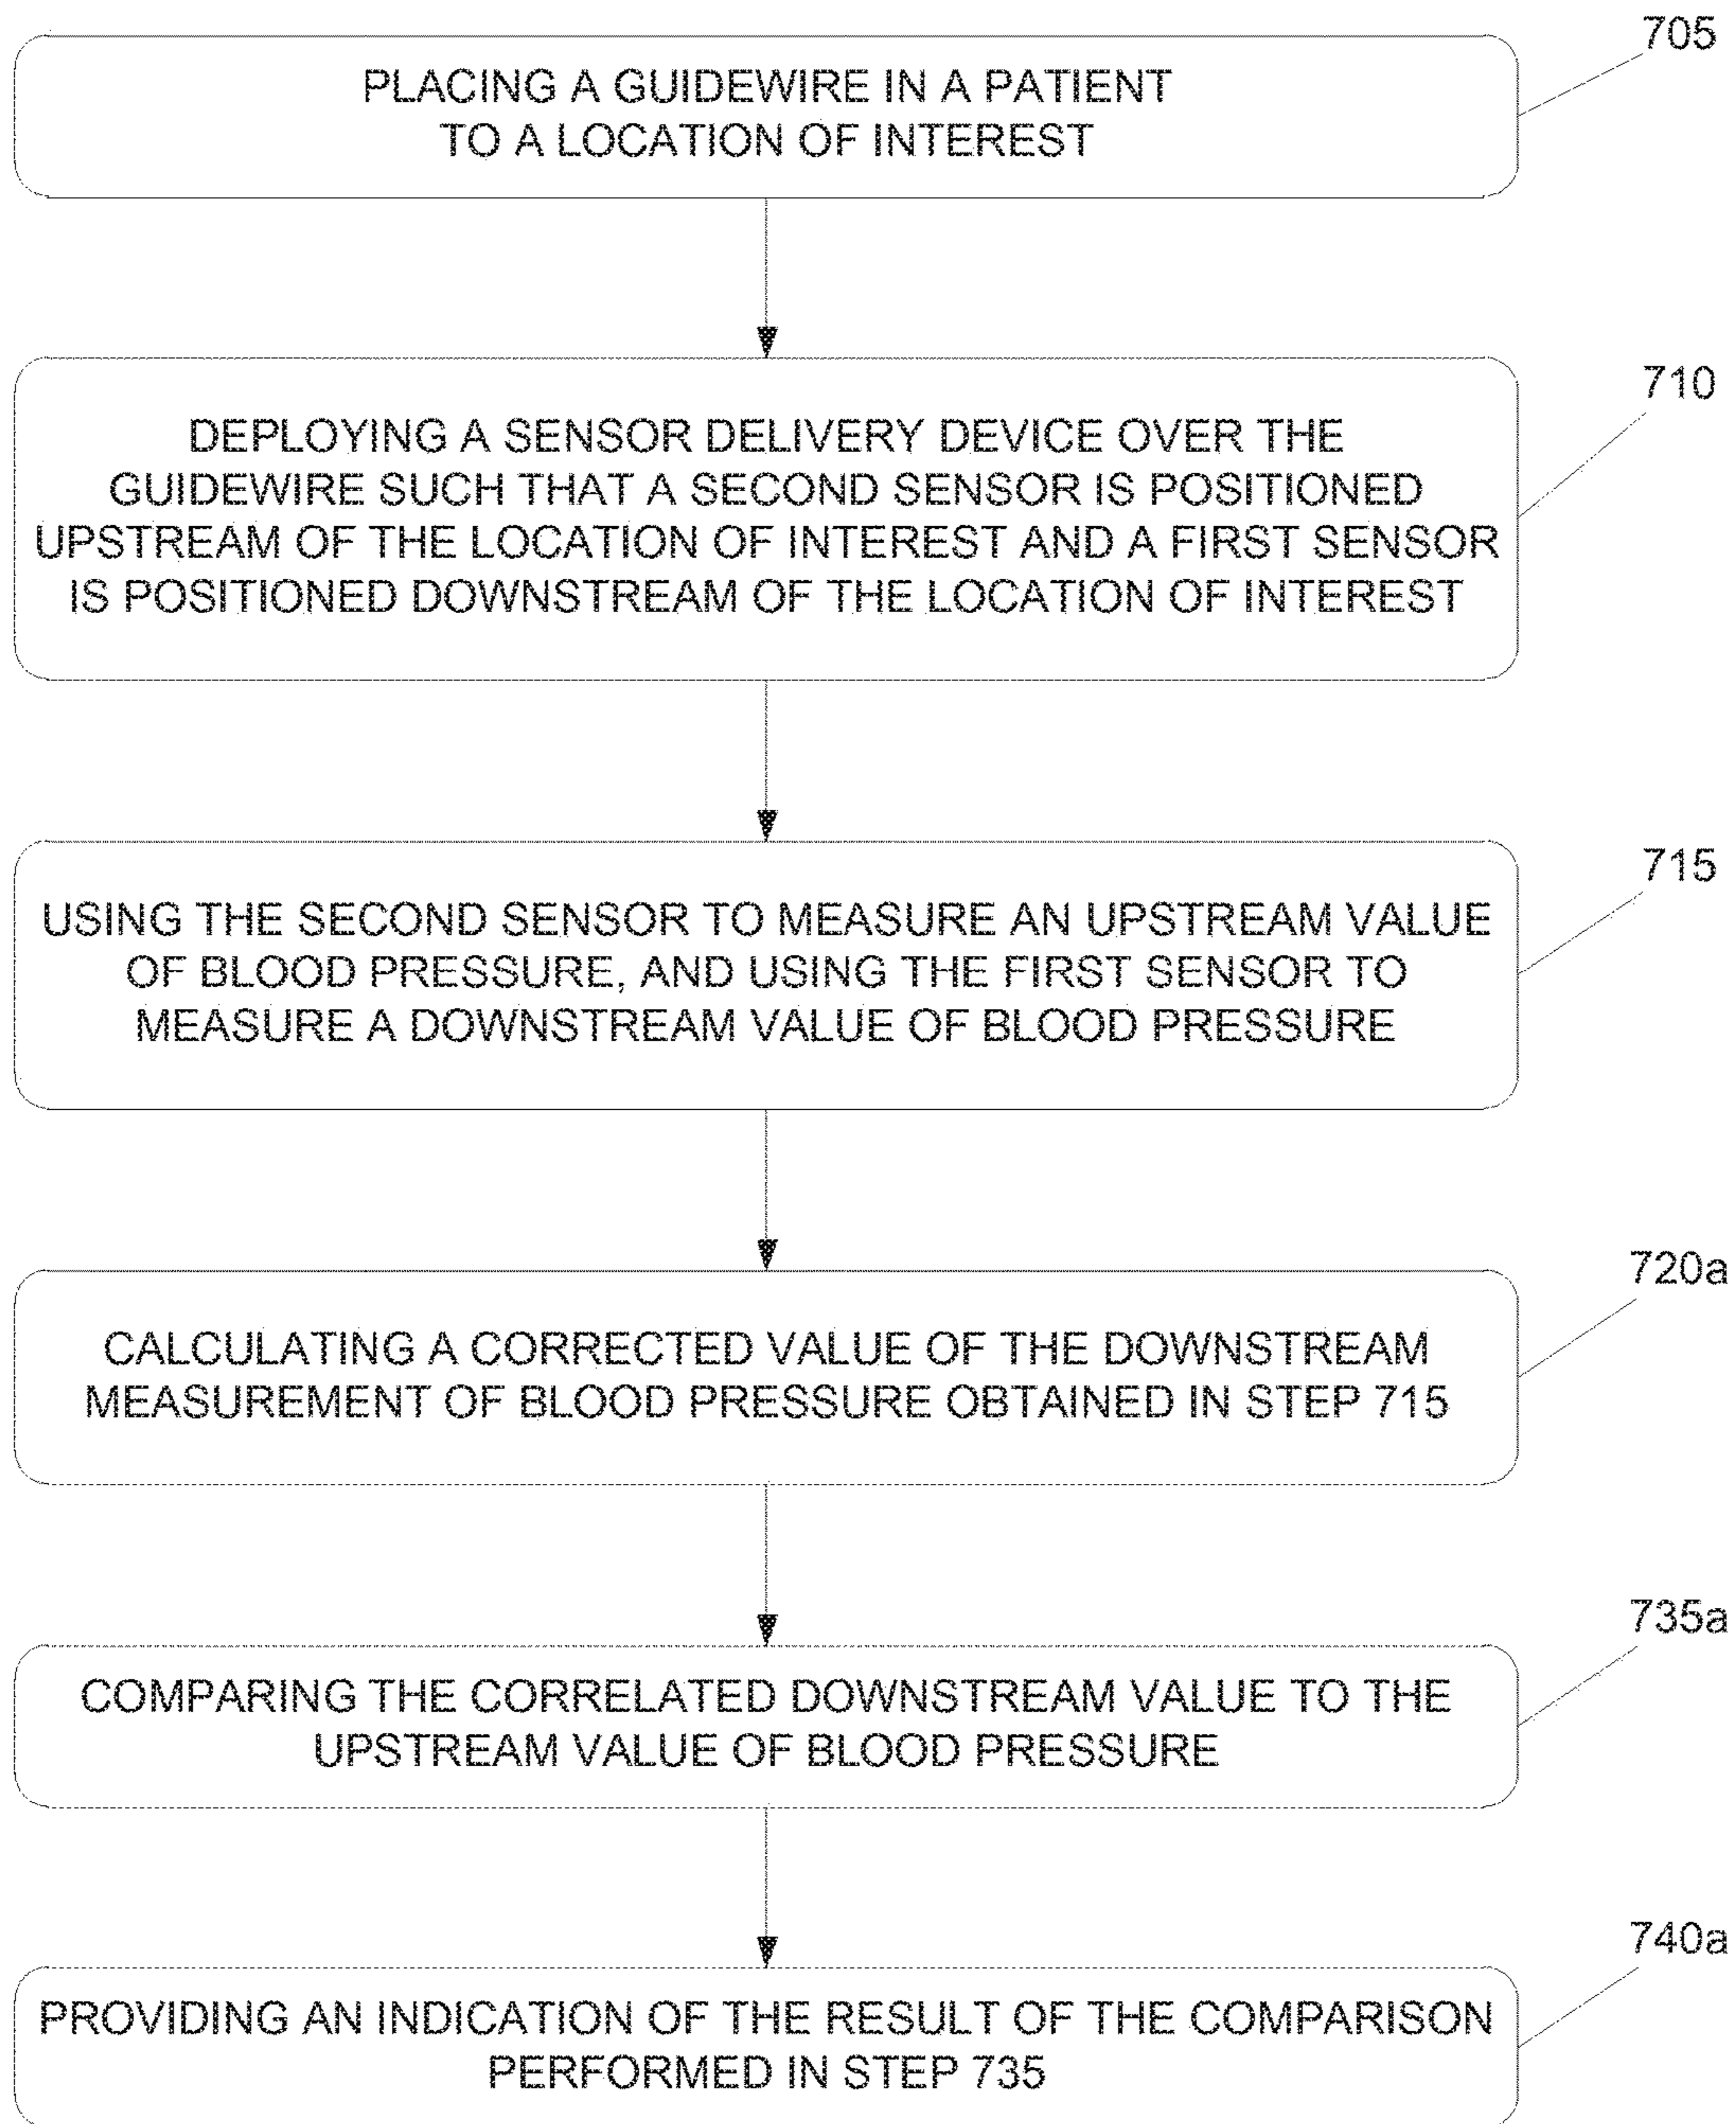 705
PLACING A GUIDEWIRE IN A PATIENT
TO A LOCATION OF INTEREST
710
DEPLOYING A SENSOR DELIVERY DEVICE OVER THE
GUIDEWIRE SUCH THAT A SECOND SENSOR IS POSITIONED
UPSTREAM OF THE LOCATION OF INTEREST AND A FIRST SENSOR
IS POSITIONED DOWNSTREAM OF THE LOCATION OF INTEREST
715
USING THE SECOND SENSOR TO MEASURE AN UPSTREAM VALUE
OF BLOOD PRESSURE, AND USING THE FIRST SENSOR TO
MEASURE A DOWNSTREAM VALUE OF BLOOD PRESSURE
720a
CALCULATING A CORRECTED VALUE OF THE DOWNSTREAM
MEASUREMENT OF BLOOD PRESSURE OBTAINED IN STEP 715
735a
COMPARING THE CORRELATED DOWNSTREAM VALUE TO THE
UPSTREAM VALUE OF BLOOD PRESSURE
740a
PROVIDING AN INDICATION OF THE RESULT OF THE COMPARISON
PERFORMED IN STEP 735